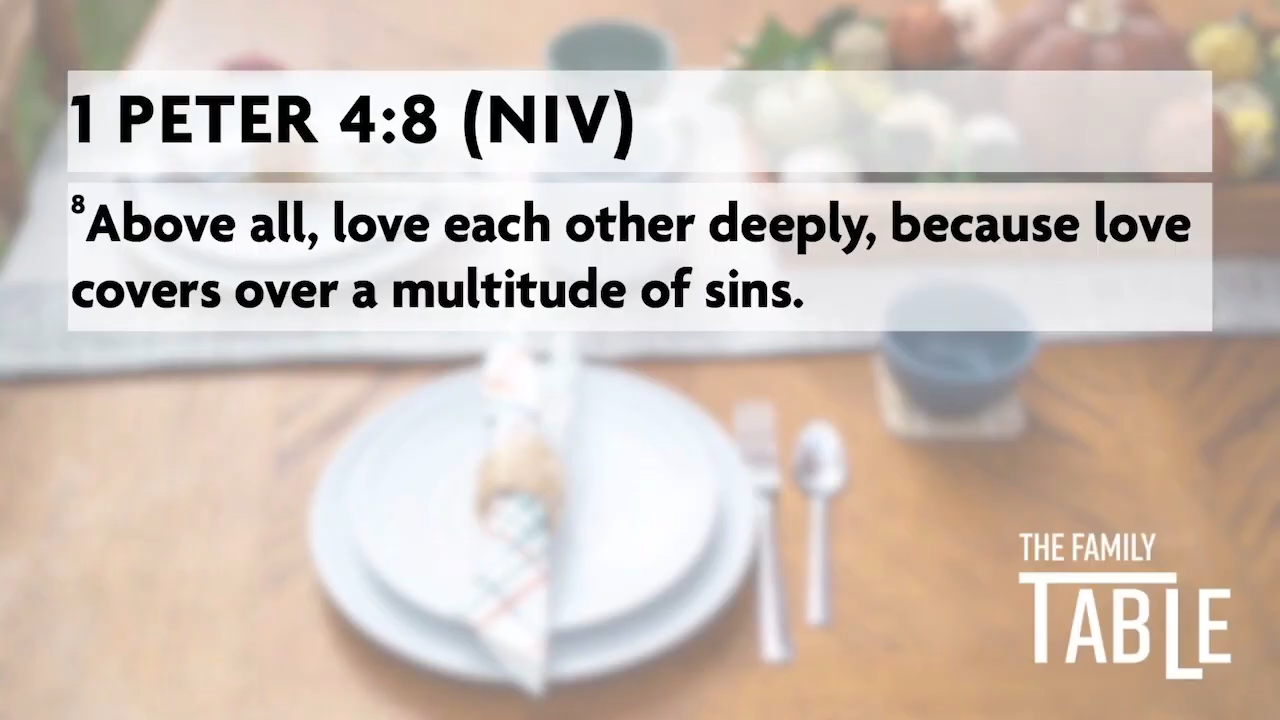 1 PETER 4:8 (NIV)
⁸Above all, love each other deeply, because love
covers over a multitude of sins.
THE FAMILY
TABLE